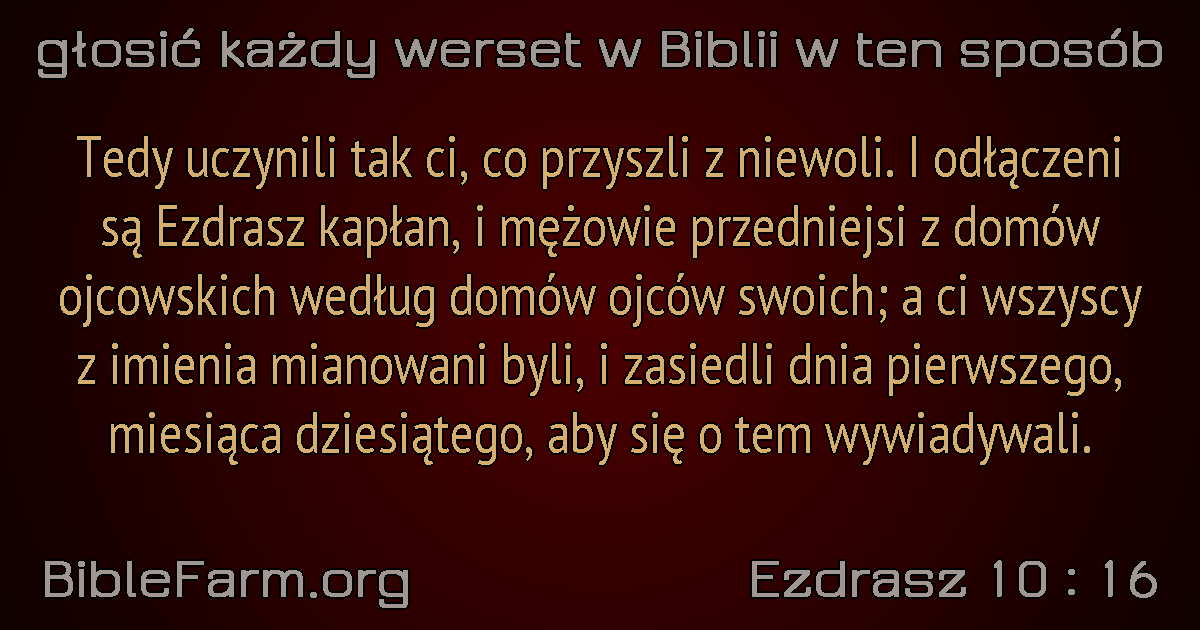 głosić każdy werset w Biblii w ten sposób
Tedy uczynili tak ci, co przyszli z niewoli. I odłączeni
są Ezdrasz kapłan, i mężowie przedniejsi z domów
ojcowskich według domów ojców swoich; a ci wszyscy
z imienia mianowani byli, i zasiedli dnia pierwszego,
miesiąca dziesiątego, aby się o tem wywiadywali.
BibleFarm.org
Ezdrasz 10 : 16